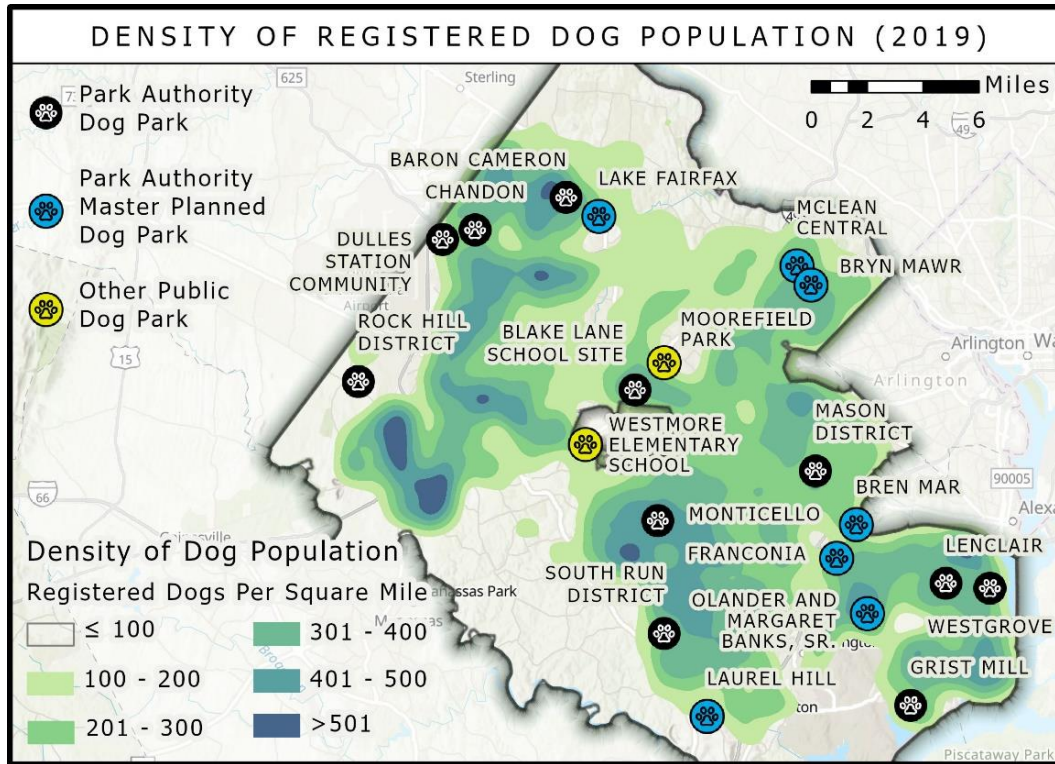 DENSITY OF REGISTERED DOG POPULATION (2019)
Park Authority
Dog Park
Park Authority
Master Planned
Dog Park
Other Public
Dog Park
625
Sterling
Miles
0 2 4 6
BARON CAMERON
CHANDON
LAKE FAIRFAX
DULLES
STATION
COMMUNITY
Airport
MCLEAN
CENTRAL
BRYN MAWR
ROCK HILL
DISTRICT
BLAKE LANE
SCHOOL SITE
MOOREFIELD
PARK
15
Arlington
Arlington
WESTMORE
ELEMENTARY
SCHOOL
MASON
DISTRICT
66
90005
BREN MAR
MONTICELLO
FRANCONIA
LENCLAIR
SOUTH RUN
DISTRICT
OLANDER AND
MARGARET
BANKS, SR.
WESTGROVE
GRIST MILL
LAUREL HILL
Piscataway Park
Density of Dog Population
Registered Dogs Per Square Mile
≤ 100
100 - 200
201 - 300
301 - 400
401 - 500
>501